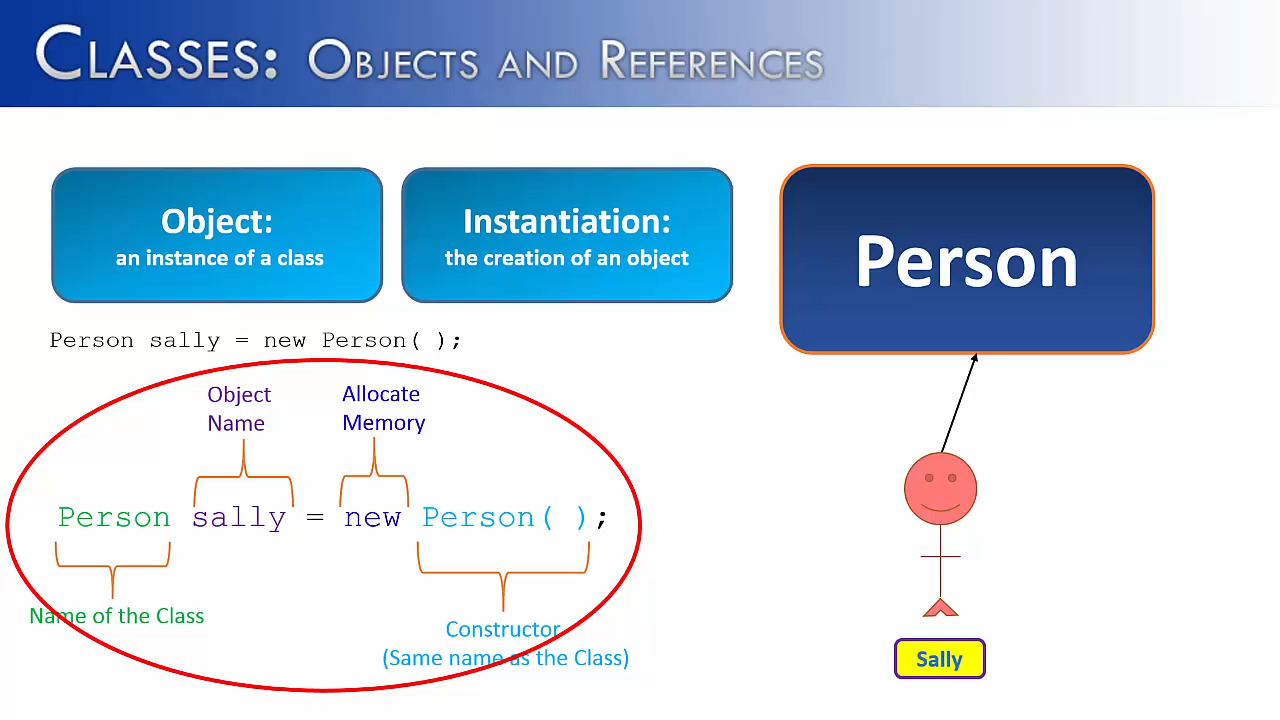 CLASSES: OBJECTS AND REFERENCES
Object:
an instance of a class
Instantiation:
the creation of an object
Person
Person sally = new Person( );
Object
Name
Allocate
Memory
Person sally = new Person( );
Name of the Class
Constructor
(Same name as the Class)
Sally